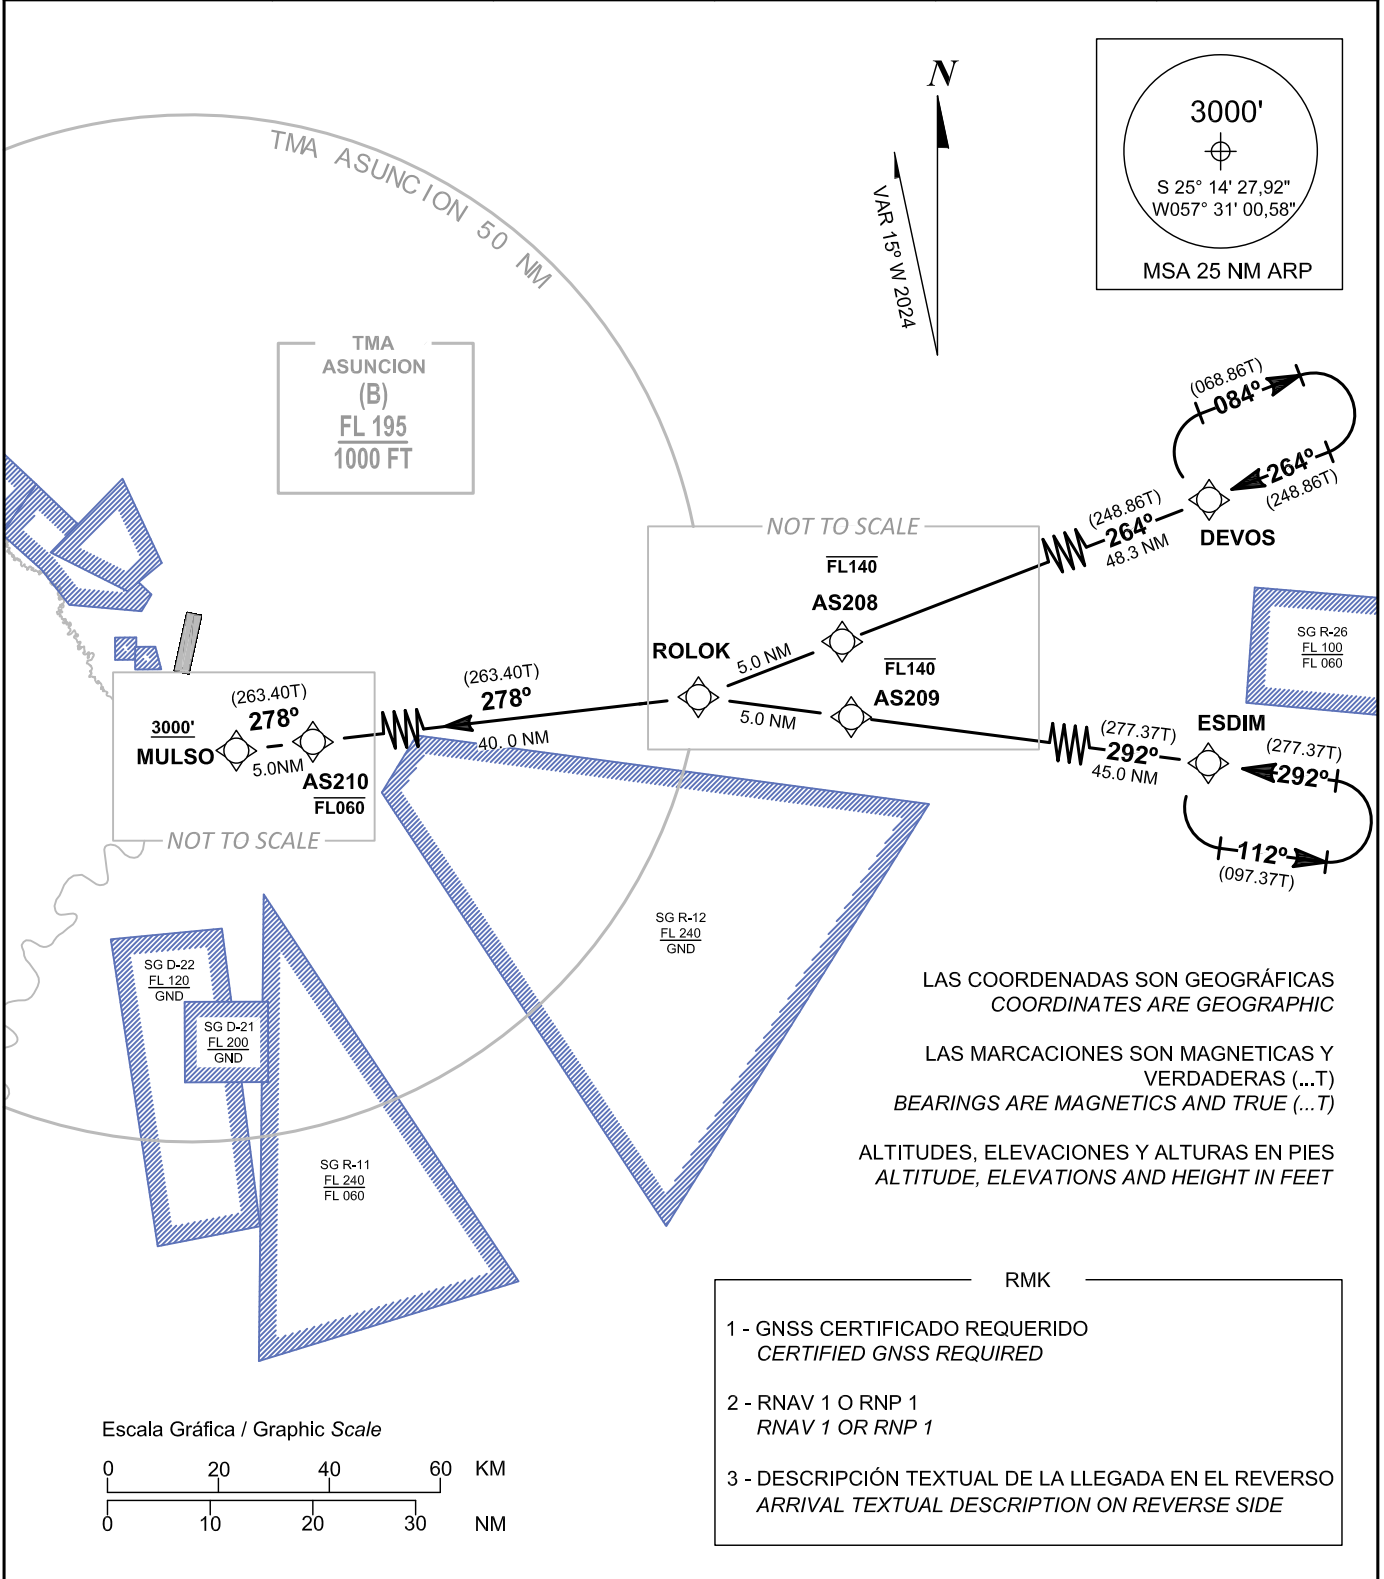 N
VAR 15º W 2024
3000'
S 25° 14' 27,92"
W057° 31' 00,58"
MSA 25 NM ARP
TMA ASUNCION 50 NM
TMA
ASUNCION
(B)
FL 195
1000 FT
(068.86T)
084º
264º
(248.86T)
DEVOS
(248.86T)
264º
48.3 NM
NOT TO SCALE
FL140
AS208
ROLOK
5.0 NM
FL140
AS209
5.0 NM
SG R-26
FL 100
FL 060
ESDIM
(277.37T)
292º
45.0 NM
(277.37T)
292º
112º
(097.37T)
(263.40T)
278º
40. 0 NM
(263.40T)
278º
3000'
MULSO
5.0NM
AS210
FL060
NOT TO SCALE
SG R-12
FL 240
GND
SG D-22
FL 120
GND
SG D-21
FL 200
GND
SG R-11
FL 240
FL 060
LAS COORDENADAS SON GEOGRÁFICAS
COORDINATES ARE GEOGRAPHIC
LAS MARCACIONES SON MAGNETICAS Y
VERDADERAS (...T)
BEARINGS ARE MAGNETICS AND TRUE (...T)
ALTITUDES, ELEVACIONES Y ALTURAS EN PIES
ALTITUDE, ELEVATIONS AND HEIGHT IN FEET
RMK
1 - GNSS CERTIFICADO REQUERIDO
CERTIFIED GNSS REQUIRED
2 - RNAV 1 O RNP 1
RNAV 1 OR RNP 1
3 - DESCRIPCIÓN TEXTUAL DE LA LLEGADA EN EL REVERSO
ARRIVAL TEXTUAL DESCRIPTION ON REVERSE SIDE
Escala Gráfica / Graphic Scale
0 20 40 60 KM
0 10 20 30 NM